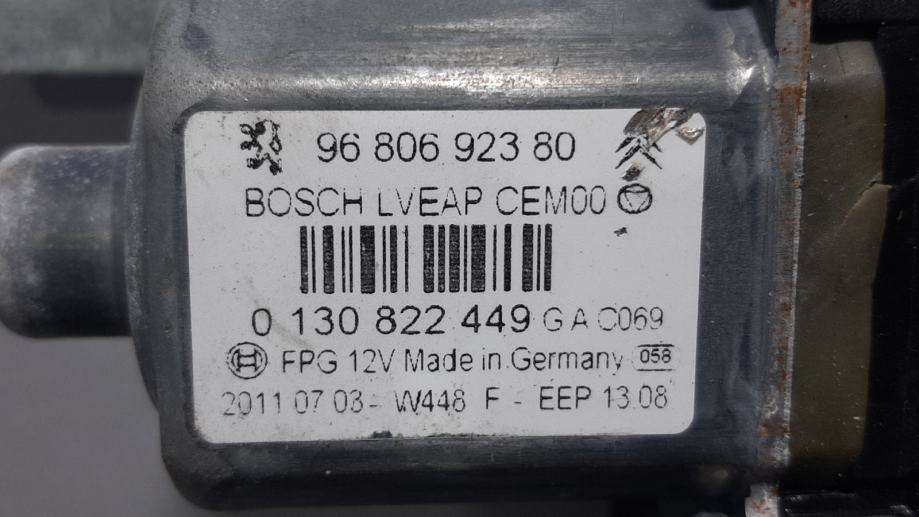 96 806 923 80
BOSCH LVEAP CEM00
0 130 822 449 G A C069
FPG 12V Made in Germany 058
2011 07 03 - W448 F - EEP 13 08